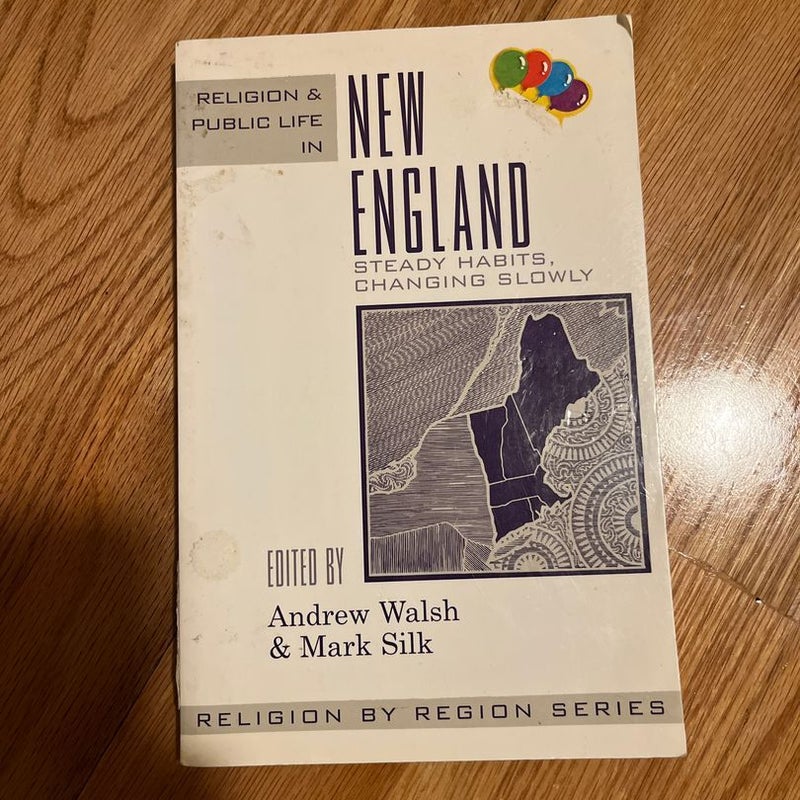 RELIGION &
PUBLIC LIFE
IN
NEW
ENGLAND
STEADY HABITS,
CHANGING SLOWLY
EDITED BY
Andrew Walsh
& Mark Silk
RELIGION BY REGION SERIES